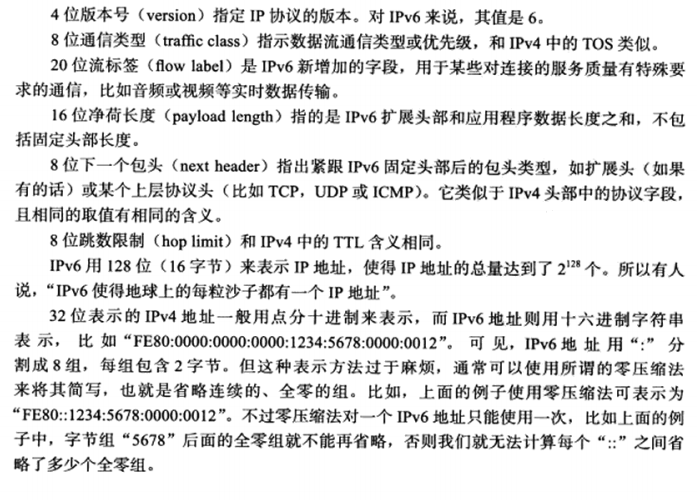 4 位版本号（version）指定 IP 协议的版本。对 IPv6 来说，其值是 6。
8 位通信类型（traffic class）指示数据流通信类型或优先级，和 IPv4 中的 TOS 类似。
20 位流标签（flow label）是 IPv6 新增加的字段，用于某些对连接的服务质量有特殊要
求的通信，比如音频或视频等实时数据传输。
16 位净荷长度（payload length）指的是 IPv6 扩展头部和应用程序数据长度之和，不包
括固定头部长度。
8 位下一个包头（next header）指出紧跟 IPv6 固定头部后的包头类型，如扩展头（如果
有的话）或某个上层协议头（比如 TCP，UDP 或 ICMP）。它类似于 IPv4 头部中的协议字段，
且相同的取值有相同的含义。
8 位跳数限制（hop limit）和 IPv4 中的 TTL 含义相同。
IPv6 用 128 位（16 字节）来表示 IP 地址，使得 IP 地址的总量达到了 2¹²⁸ 个。所以有人
说，“IPv6 使得地球上的每粒沙子都有一个 IP 地址”。
32 位表示的 IPv4 地址一般用点分十进制来表示，而 IPv6 地址则用十六进制字符串
表示，比如“FE80:0000:0000:0000:1234:5678:0000:0012”。可见，IPv6 地址用“:”分
割成 8 组，每组包含 2 字节。但这种表示方法过于麻烦，通常可以使用所谓的零压缩法
来将其简写，也就是省略连续的、全零的组。比如，上面的例子使用零压缩法可表示为
“FE80::1234:5678:0000:0012”。不过零压缩法对一个 IPv6 地址只能使用一次，比如上面的例
子中，字节组“5678”后面的全零组就不能再省略，否则我们就无法计算每个“::”之间省
略了多少个全零组。